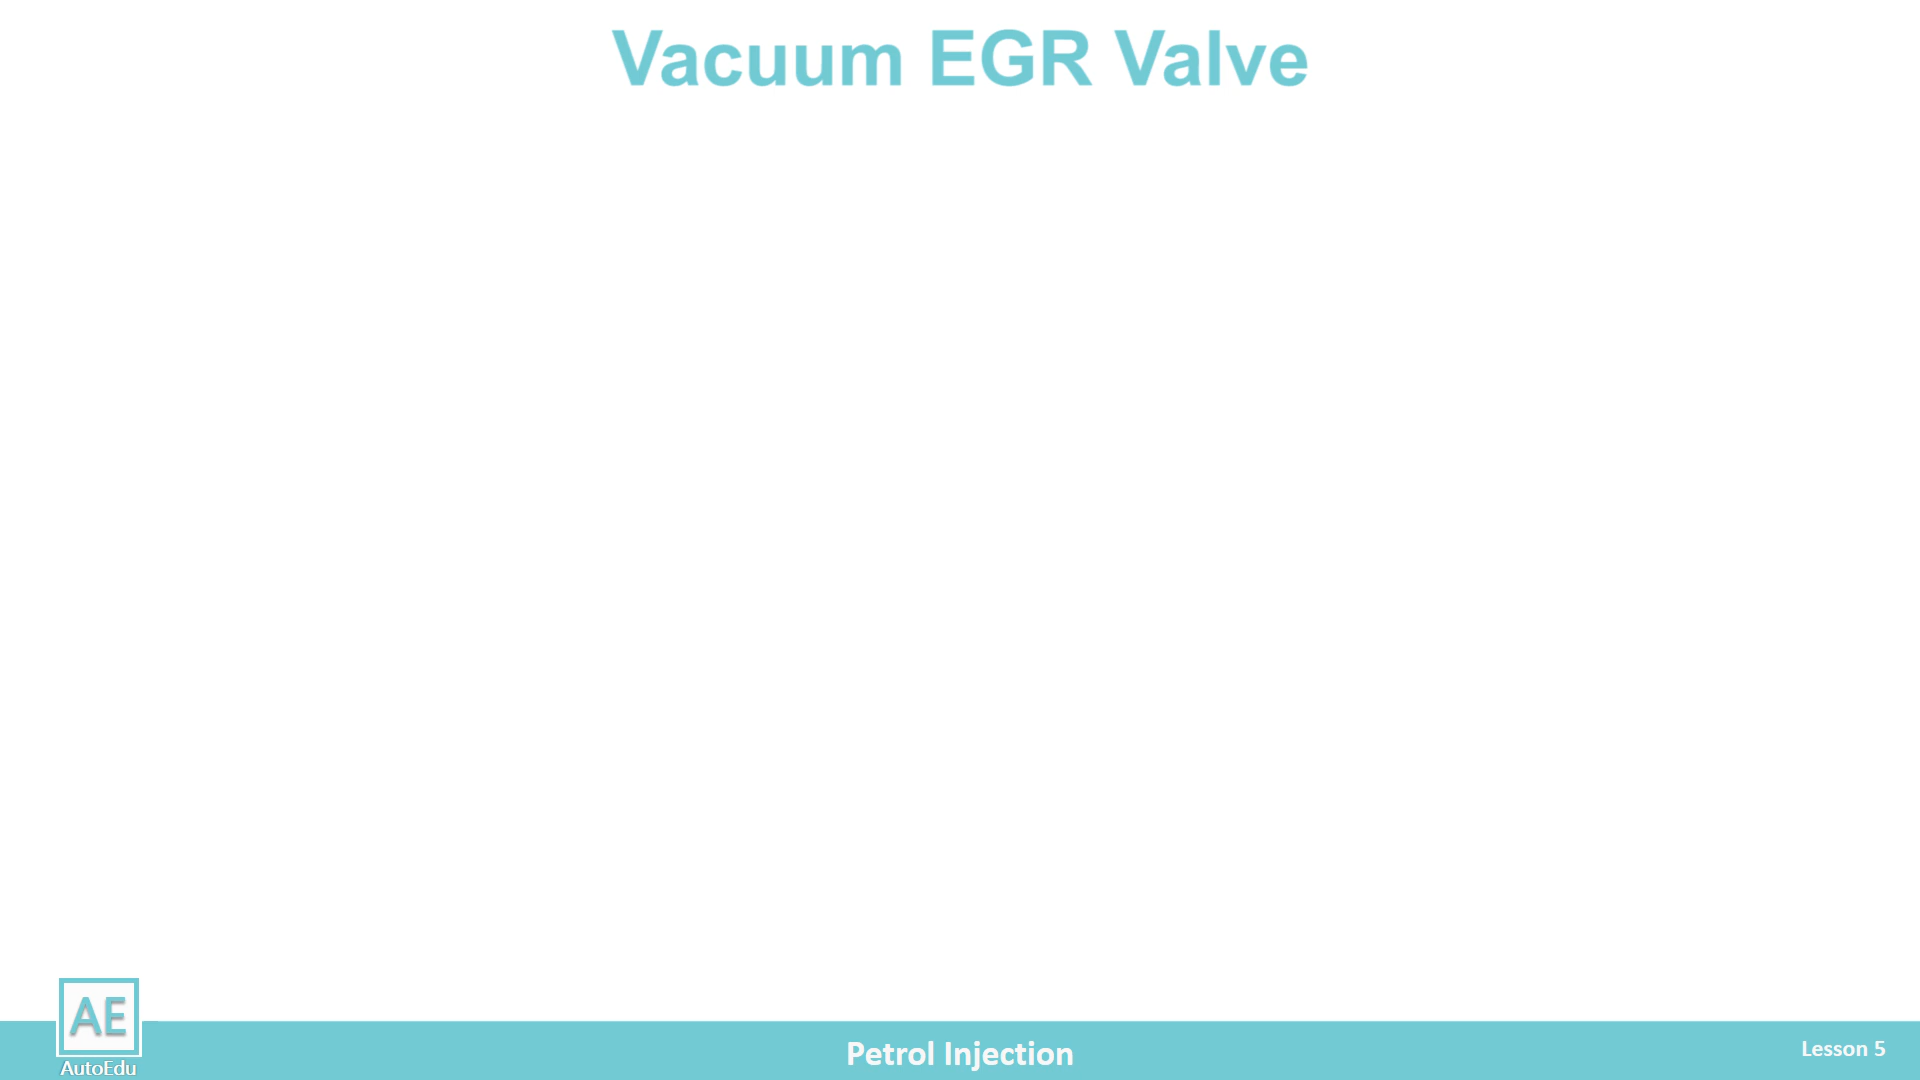 Vacuum EGR Valve
AE
AutoEdu
Petrol Injection
Lesson 5